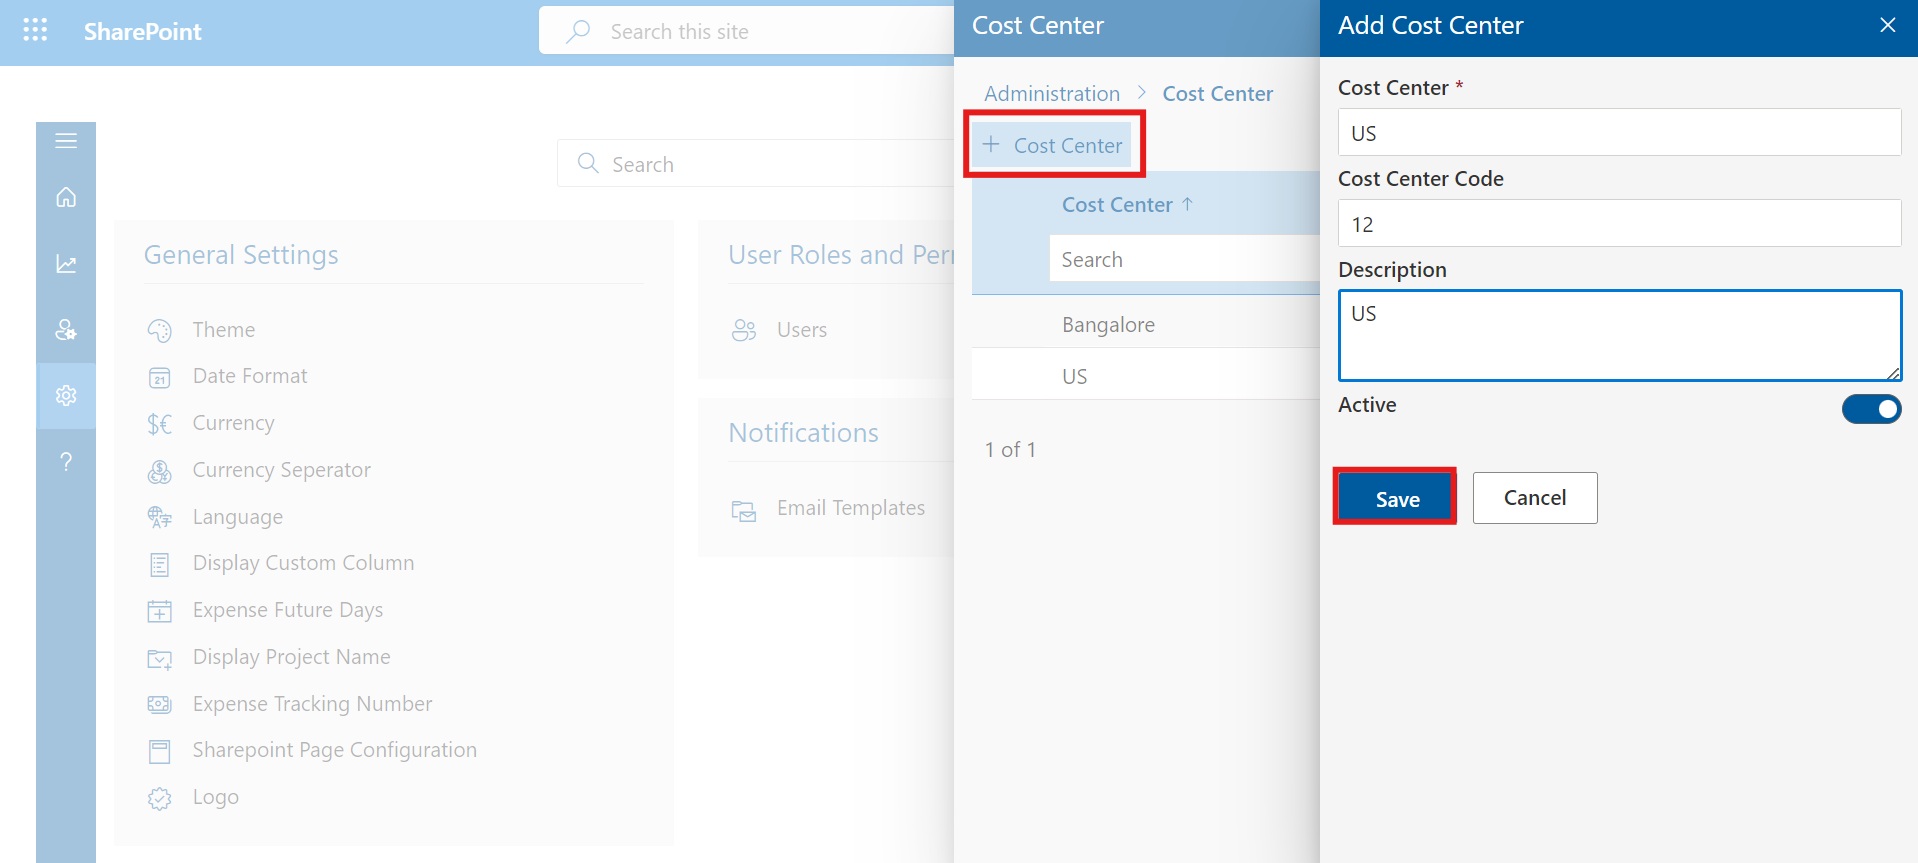 SharePoint
Search this site
Search
General Settings
Theme
21
Date Format
$€
Currency
Currency Seperator
Language
Display Custom Column
Expense Future Days
Display Project Name
Expense Tracking Number
Sharepoint Page Configuration
Logo
?
User Roles and Per
Users
Notifications
Email Templates
Cost Center
Administration > Cost Center
+ Cost Center
Cost Center ↑
Search
Bangalore
US
1 of 1
Add Cost Center
Cost Center *
US
Cost Center Code
12
Description
US
Active
Save
Cancel